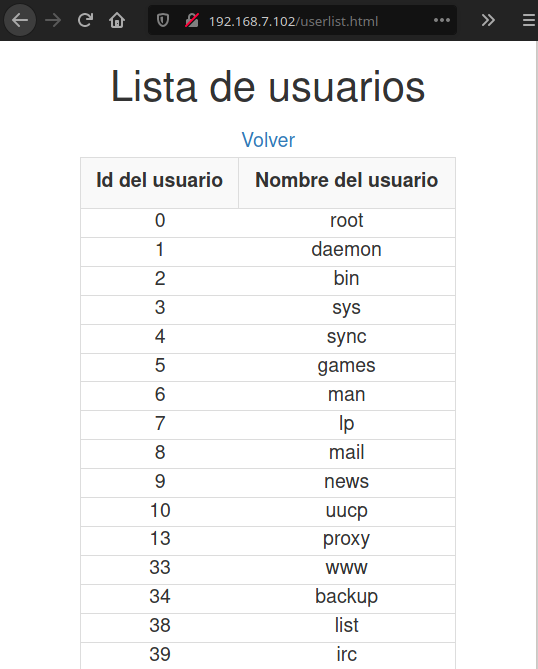 192.168.7.102/userlist.html
Lista de usuarios
Volver
Id del usuario Nombre del usuario
0 root
1 daemon
2 bin
3 sys
4 sync
5 games
6 man
7 lp
8 mail
9 news
10 uucp
13 proxy
33 www
34 backup
38 list
39 irc